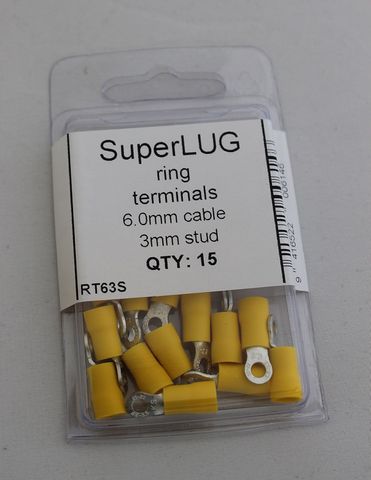 SuperLUG
ring
terminals
6.0mm cable
3mm stud
QTY: 15
RT63S